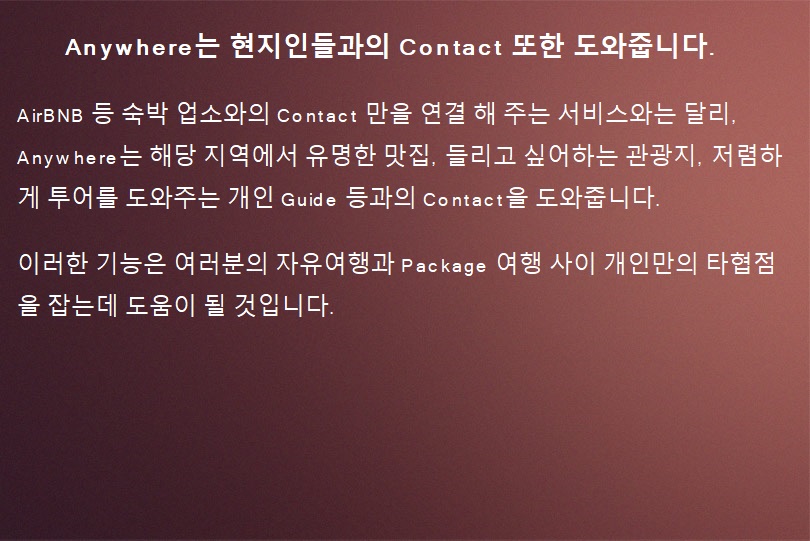 Anywhere는 현지인들과의 Contact 또한 도와줍니다.
AirBNB 등 숙박 업소와의 Contact 만을 연결 해 주는 서비스와는 달리,
Anywhere는 해당 지역에서 유명한 맛집, 들리고 싶어하는 관광지, 저렴하
게 투어를 도와주는 개인 Guide 등과의 Contact을 도와줍니다.
이러한 기능은 여러분의 자유여행과 Package 여행 사이 개인만의 타협점
을 잡는데 도움이 될 것입니다.